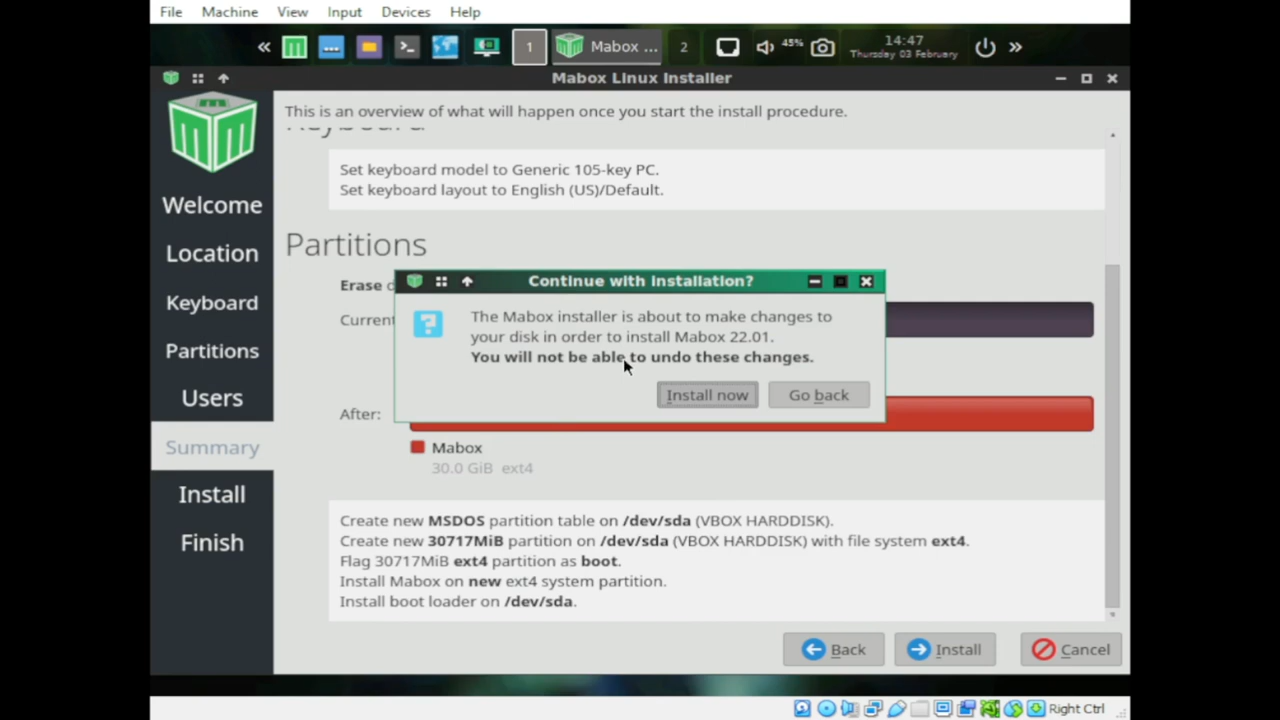 File Machine View Input Devices Help
1 Mabox ... 2 45% 14:47
Thursday 03 February
Mabox Linux Installer
This is an overview of what will happen once you start the install procedure.
Keyboard
Set keyboard model to Generic 105-key PC.
Set keyboard layout to English (US)/Default.
Welcome
Location
Keyboard
Partitions
Users
Summary
Install
Finish
Partitions
Erase
Current
Continue with installation?
The Mabox installer is about to make changes to
your disk in order to install Mabox 22.01.
You will not be able to undo these changes.
Install now Go back
After:
Mabox
30.0 GiB ext4
Create new MSDOS partition table on /dev/sda (VBOX HARDDISK).
Create new 30717MiB partition on /dev/sda (VBOX HARDDISK) with file system ext4.
Flag 30717MiB ext4 partition as boot.
Install Mabox on new ext4 system partition.
Install boot loader on /dev/sda.
Back Install Cancel
Right Ctrl